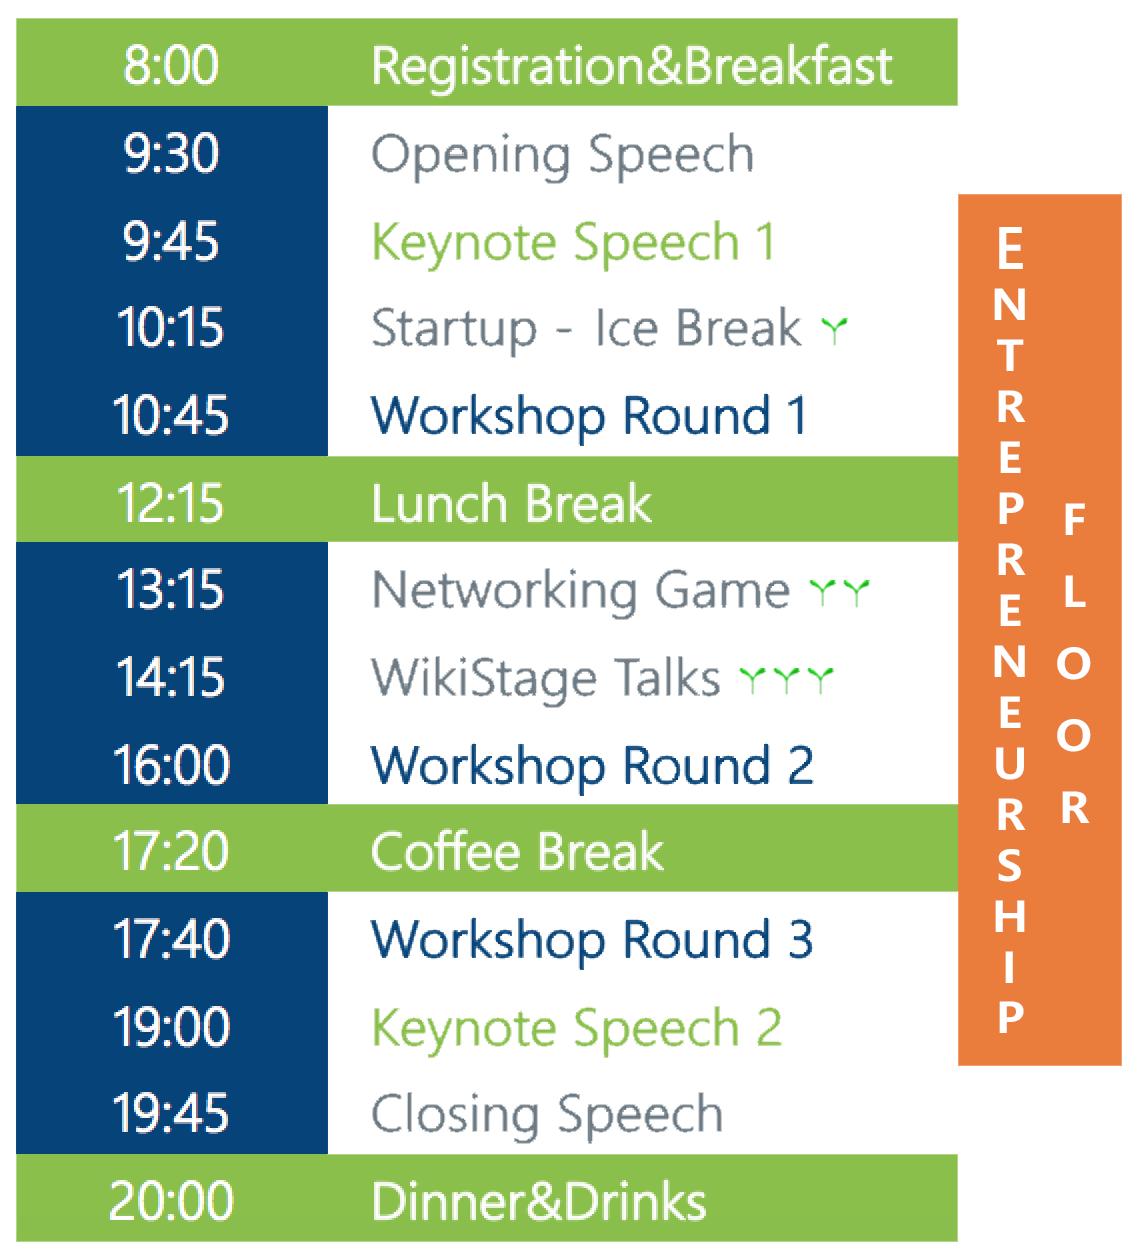 8:00 Registration&Breakfast
9:30 Opening Speech
9:45 Keynote Speech 1
10:15 Startup - Ice Break
10:45 Workshop Round 1
12:15 Lunch Break
13:15 Networking Game
14:15 WikiStage Talks
16:00 Workshop Round 2
17:20 Coffee Break
17:40 Workshop Round 3
19:00 Keynote Speech 2
19:45 Closing Speech
20:00 Dinner&Drinks
ENTREPRENEURSHIP
FLOOR